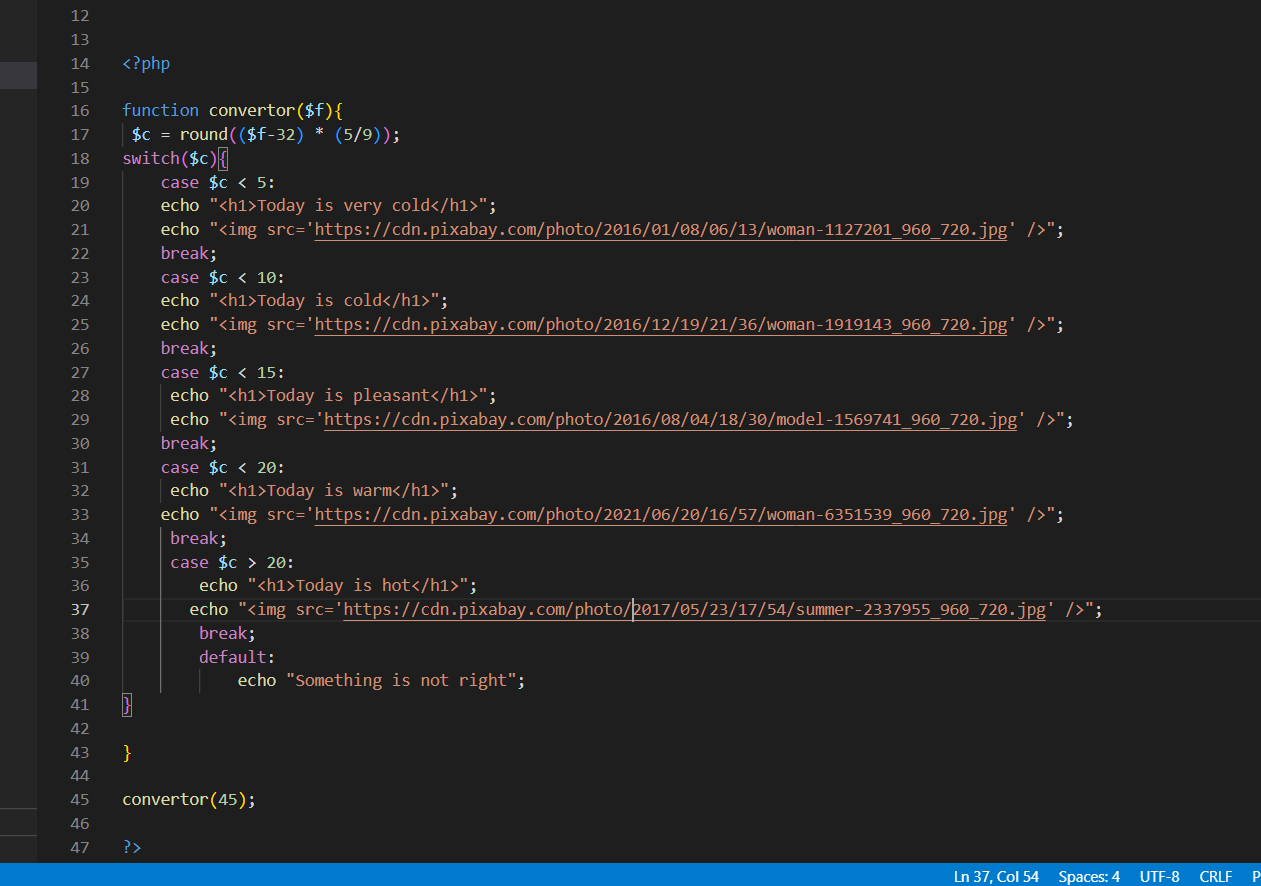 12
13
14 <?php
15
16 function convertor($f){
17 $c = round(($f-32) * (5/9));
18 switch($c){
19 case $c < 5:
20 echo "<h1>Today is very cold</h1>";
21 echo "<img src='https://cdn.pixabay.com/photo/2016/01/08/06/13/woman-1127201_960_720.jpg' />";
22 break;
23 case $c < 10:
24 echo "<h1>Today is cold</h1>";
25 echo "<img src='https://cdn.pixabay.com/photo/2016/12/19/21/36/woman-1919143_960_720.jpg' />";
26 break;
27 case $c < 15:
28 echo "<h1>Today is pleasant</h1>";
29 echo "<img src='https://cdn.pixabay.com/photo/2016/08/04/18/30/model-1569741_960_720.jpg' />";
30 break;
31 case $c < 20:
32 echo "<h1>Today is warm</h1>";
33 echo "<img src='https://cdn.pixabay.com/photo/2021/06/20/16/57/woman-6351539_960_720.jpg' />";
34 break;
35 case $c > 20:
36 echo "<h1>Today is hot</h1>";
37 echo "<img src='https://cdn.pixabay.com/photo/2017/05/23/17/54/summer-2337955_960_720.jpg' />";
38 break;
39 default:
40 echo "Something is not right";
41 }
42
43 }
44
45 convertor(45);
46
47 ?>
Ln 37, Col 54 Spaces: 4 UTF-8 CRLF P